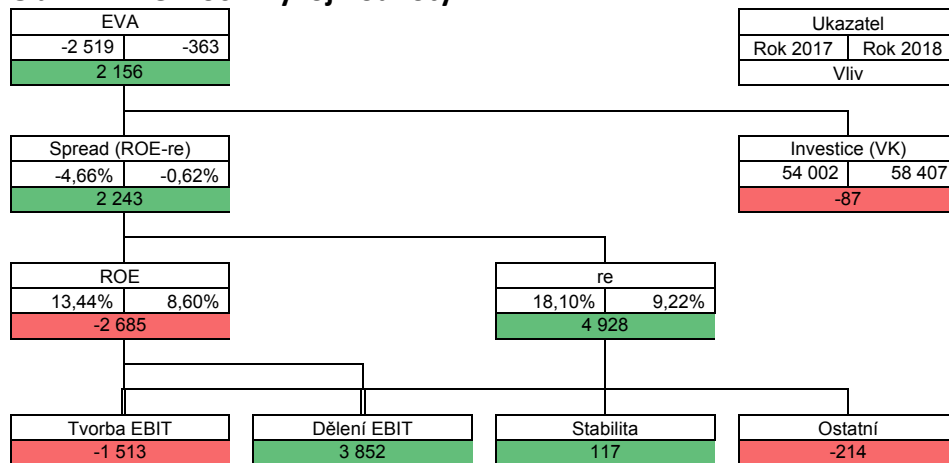 EVA
-2 519 -363
2 156
Ukazatel
Rok 2017 Rok 2018
Vliv
Spread (ROE-re)
-4,66% -0,62%
2 243
Investice (VK)
54 002 58 407
-87
ROE
13,44% 8,60%
-2 685
re
18,10% 9,22%
4 928
Tvorba EBIT
-1 513
Dělení EBIT
3 852
Stabilita
117
Ostatní
-214